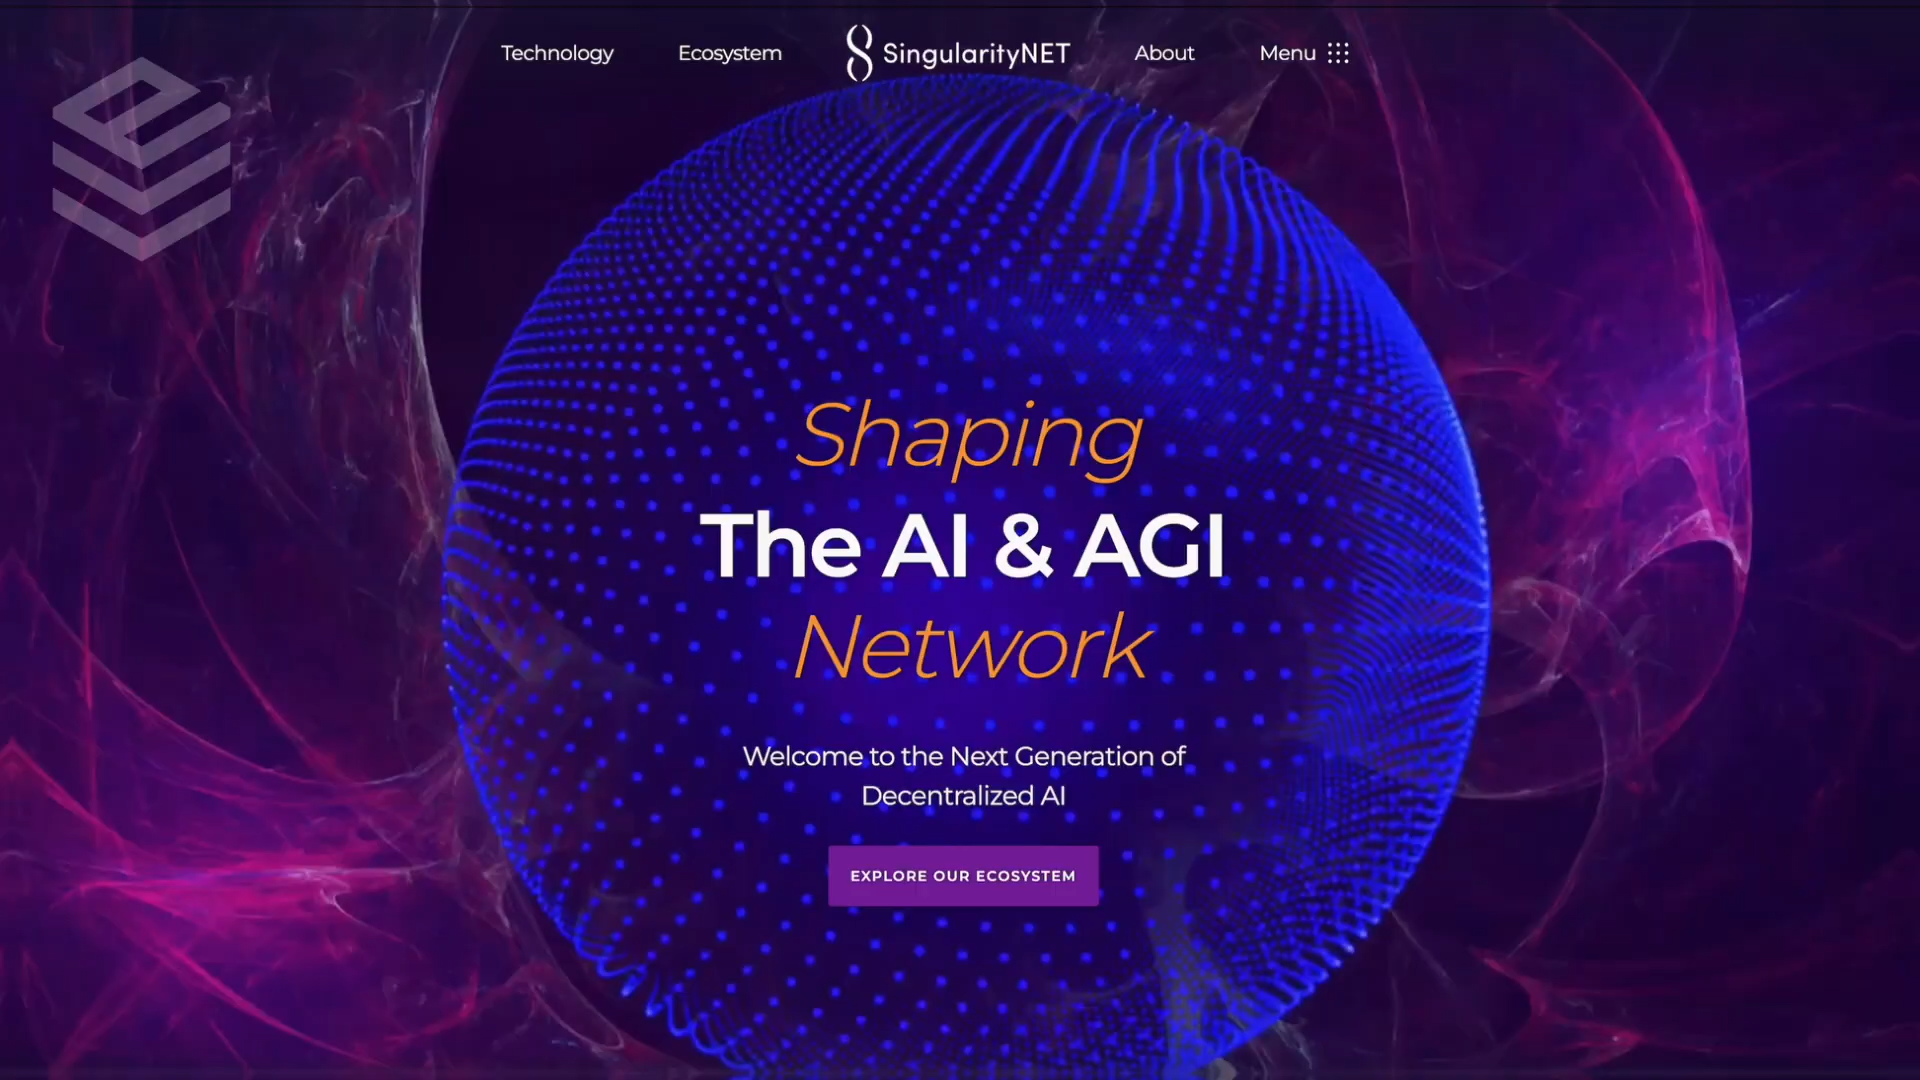 Technology
Ecosystem
SingularityNET
About
Menu
Shaping
The AI & AGI
Network
Welcome to the Next Generation of
Decentralized AI
EXPLORE OUR ECOSYSTEM